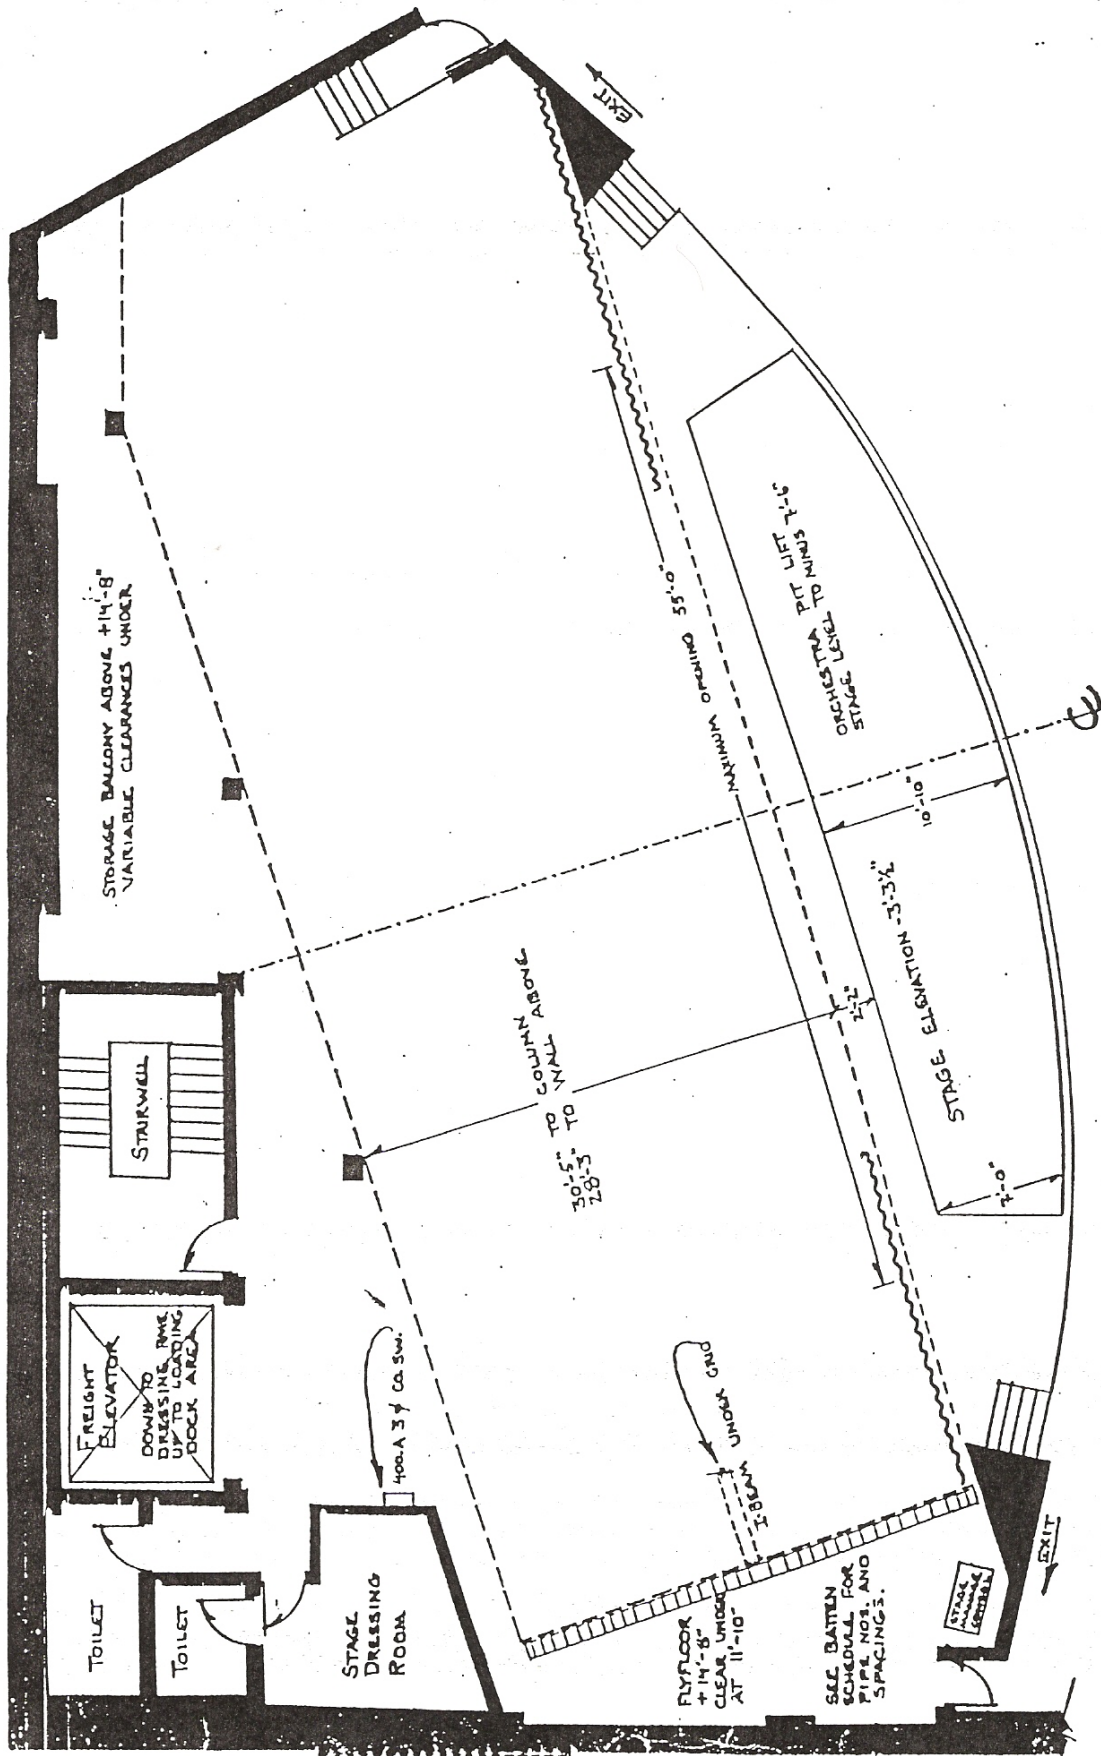 EXIT
STORAGE BALCONY ABOVE +14'-8"
VARIABLE CLEARANCES UNDER
MAXIMUM OPENING 55'-0"
ORCHESTRA PIT LIFT
STAGE LEVEL TO MINUS 7'-6"
10'-10"
STAGE ELEVATION -3'-3½"
2'-2"
7'-0"
30'-5" TO COLUMN
28'-3" TO WALL ABOVE
STAIRWELL
FREIGHT
ELEVATOR
DOWN TO
DRESSING RMS
UP TO LOADING
DOCK AREA
400A 3ϕ CO. SW.
I-BEAM UNDER GRID
TOILET
TOILET
STAGE
DRESSING
ROOM
FLYFLOOR
+14'-8"
CLEAR UNDER
AT 11'-10"
SEE BATTEN
SCHEDULE FOR
PIPE NOS. AND
SPACINGS.
STAGE
MANAGER
CONTROL
EXIT